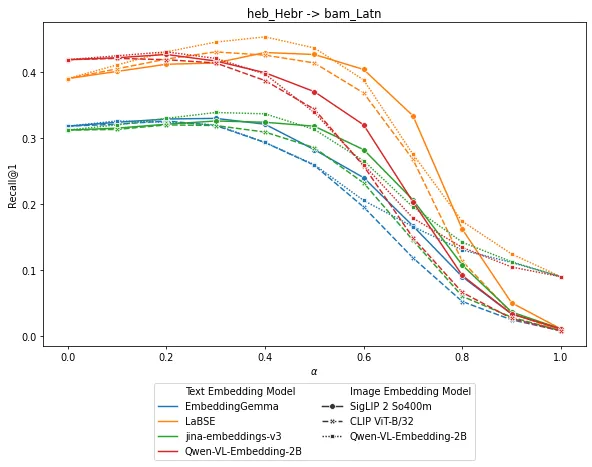 heb_Hebr -> bam_Latn
Recall@1
0.4
0.3
0.2
0.1
0.0
0.0 0.2 0.4 0.6 0.8 1.0
α
Text Embedding Model Image Embedding Model
EmbeddingGemma SigLIP 2 So400m
LaBSE CLIP ViT-B/32
jina-embeddings-v3 Qwen-VL-Embedding-2B
Qwen-VL-Embedding-2B